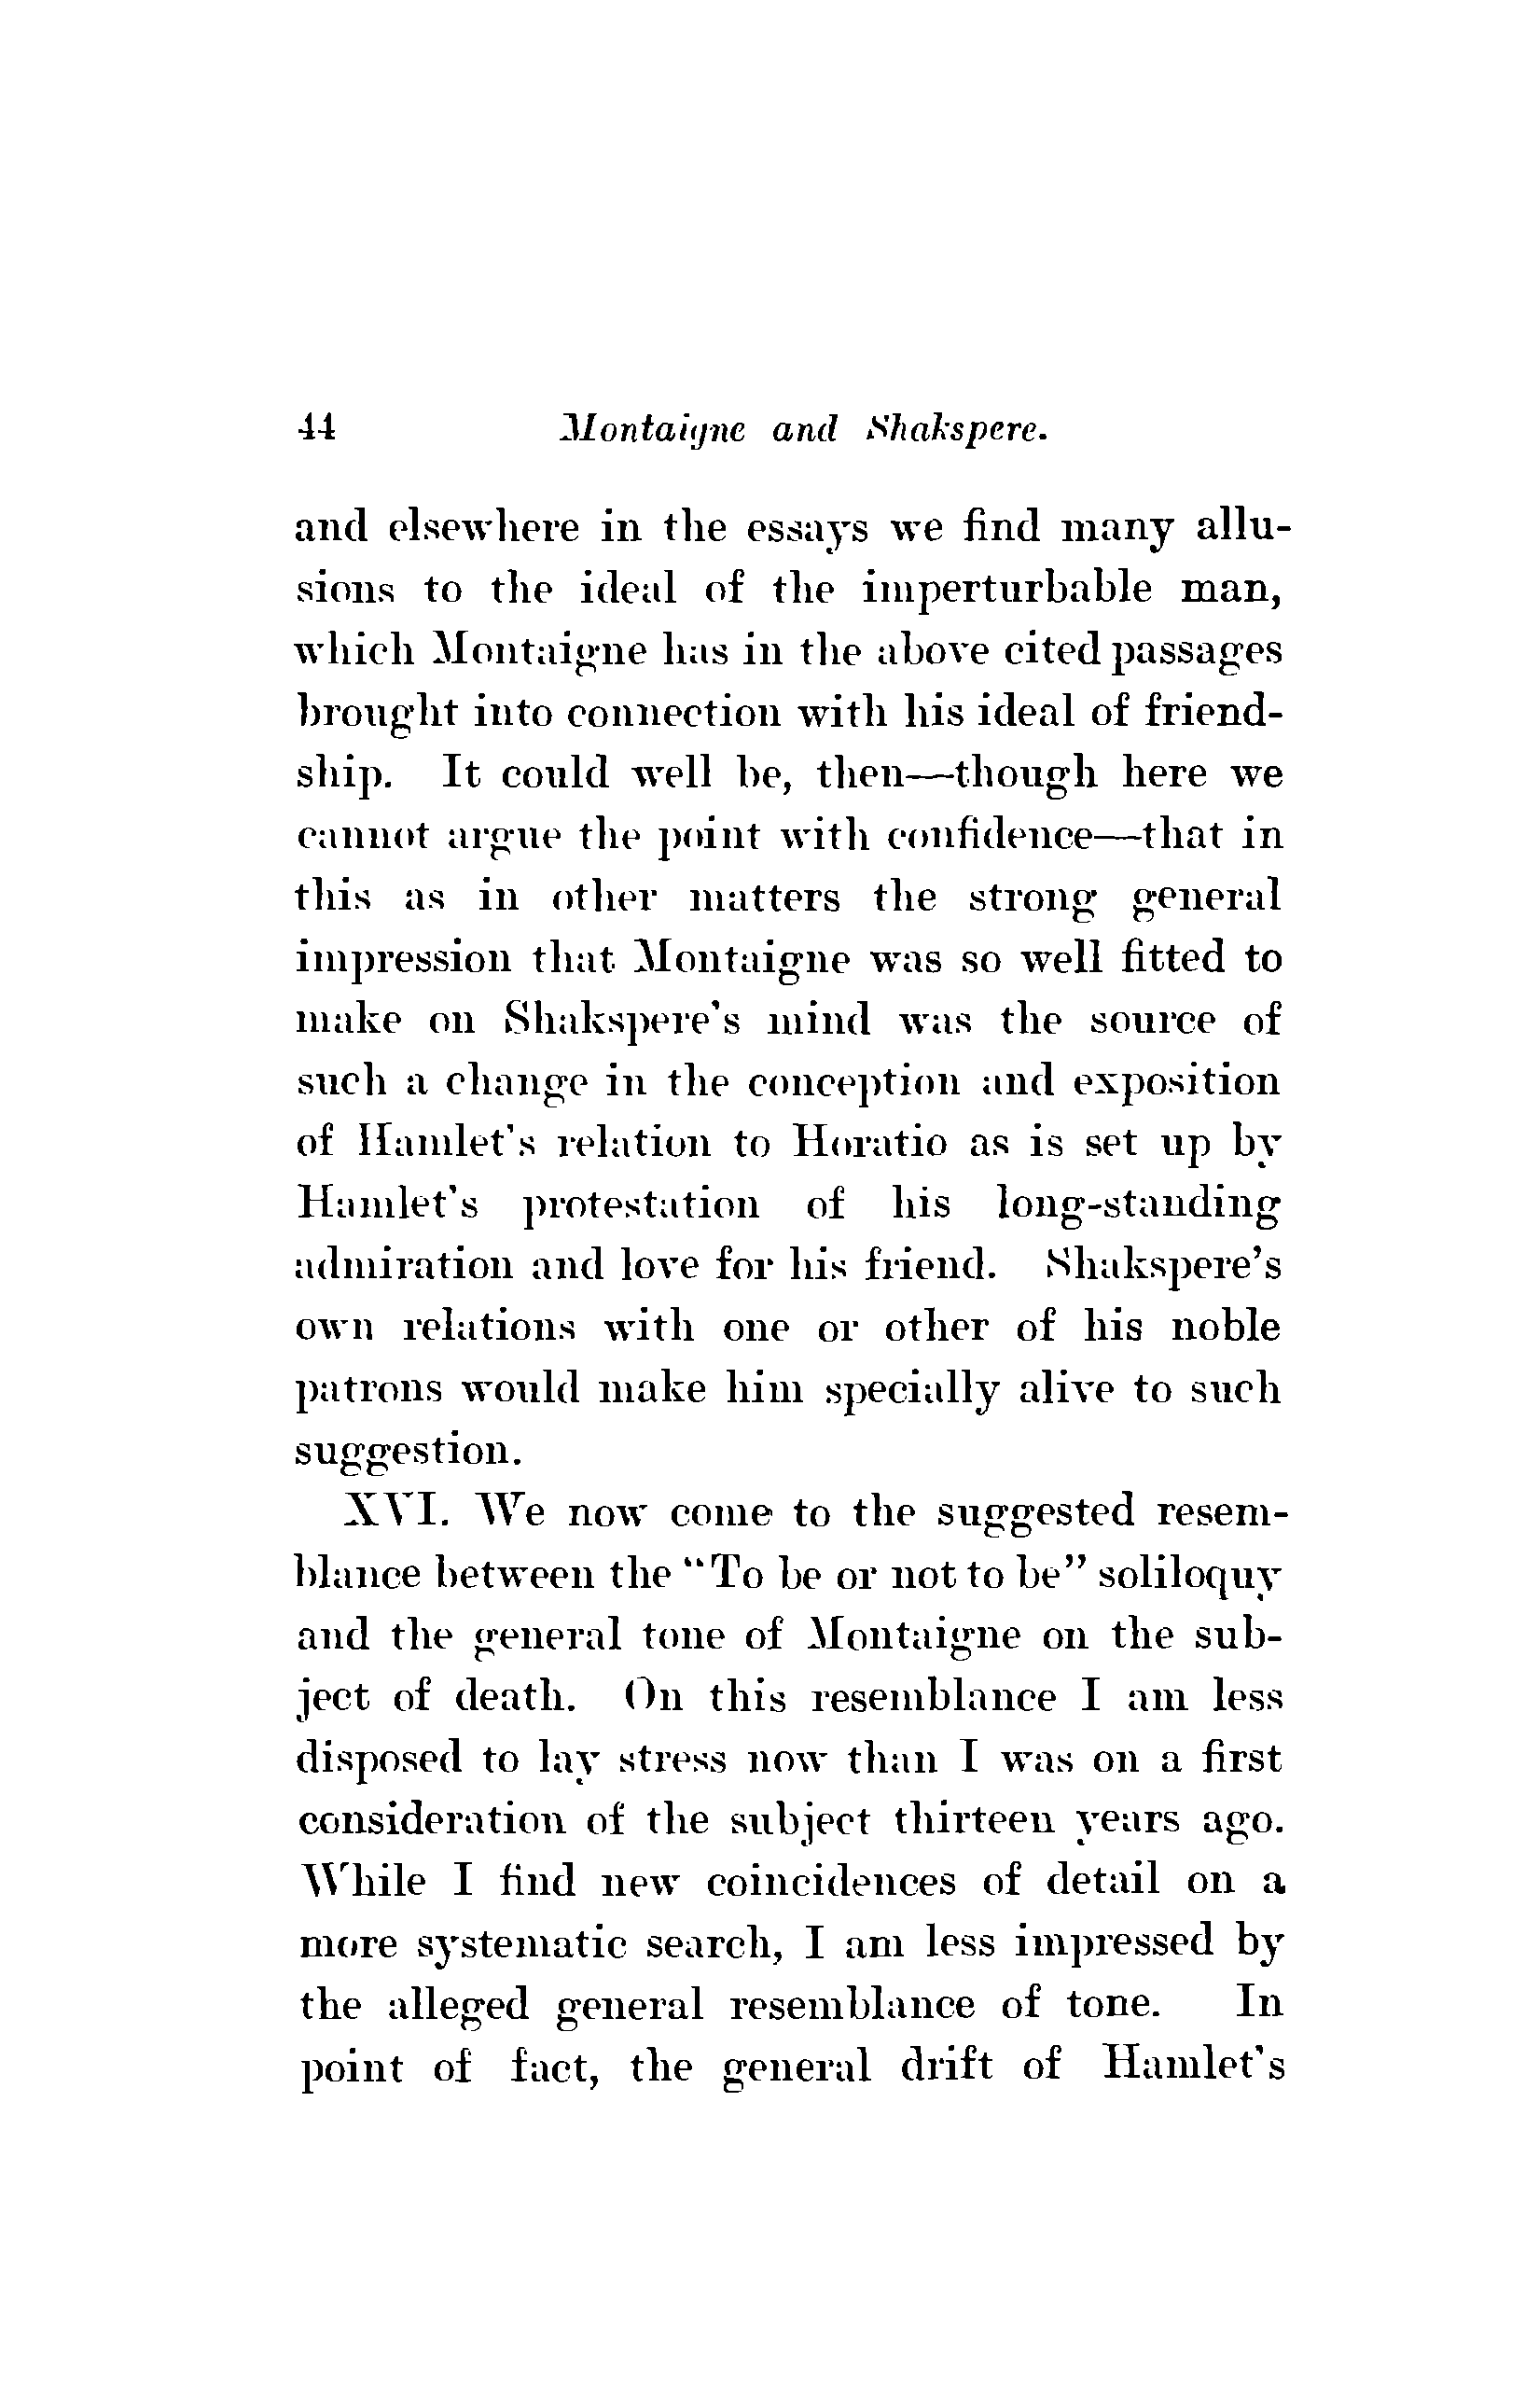 44 Montaigne and Shakspere.
and elsewhere in the essays we find many allu-
sions to the ideal of the imperturbable man,
which Montaigne has in the above cited passages
brought into connection with his ideal of friend-
ship. It could well be, then—though here we
cannot argue the point with confidence—that in
this as in other matters the strong general
impression that Montaigne was so well fitted to
make on Shakspere's mind was the source of
such a change in the conception and exposition
of Hamlet's relation to Horatio as is set up by
Hamlet's protestation of his long-standing
admiration and love for his friend. Shakspere's
own relations with one or other of his noble
patrons would make him specially alive to such
suggestion.
XVI. We now come to the suggested resem-
blance between the "To be or not to be" soliloquy
and the general tone of Montaigne on the sub-
ject of death. On this resemblance I am less
disposed to lay stress now than I was on a first
consideration of the subject thirteen years ago.
While I find new coincidences of detail on a
more systematic search, I am less impressed by
the alleged general resemblance of tone. In
point of fact, the general drift of Hamlet's